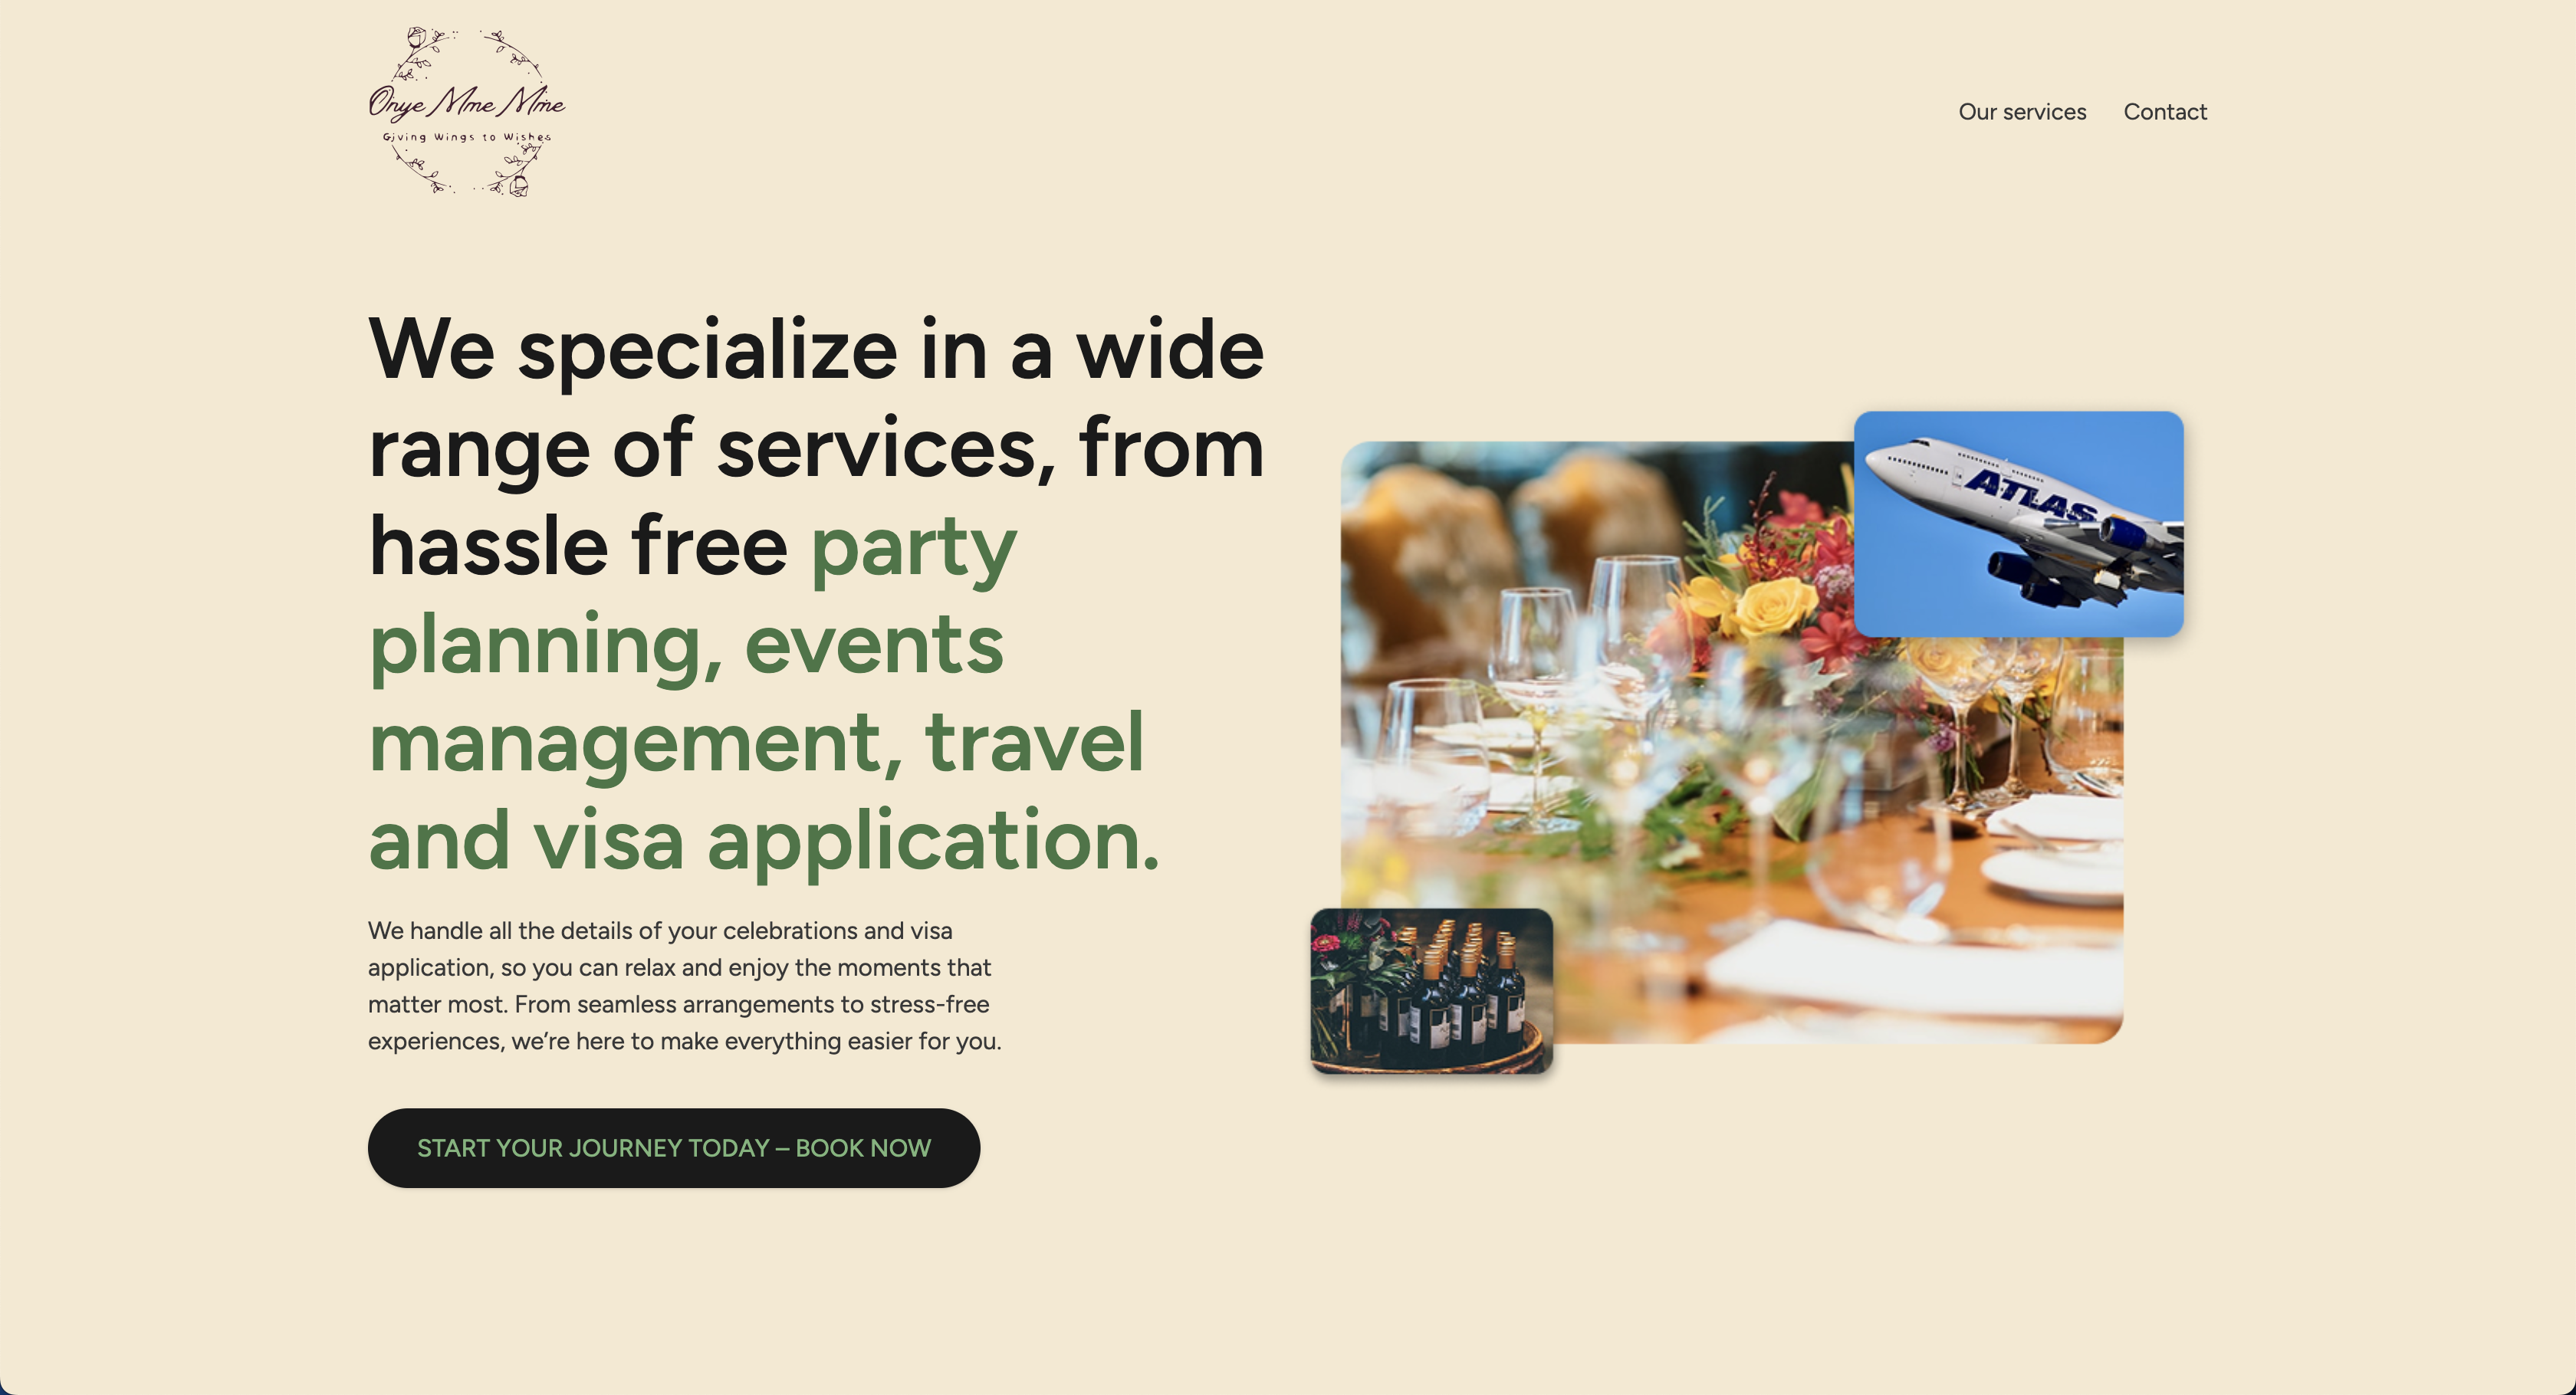 Onye Mme Mme
Giving Wings to Wishes
Our services
Contact
We specialize in a wide
range of services, from
hassle free party
planning, events
management, travel
and visa application.
ATLAS
We handle all the details of your celebrations and visa
application, so you can relax and enjoy the moments that
matter most. From seamless arrangements to stress-free
experiences, we’re here to make everything easier for you.
START YOUR JOURNEY TODAY – BOOK NOW